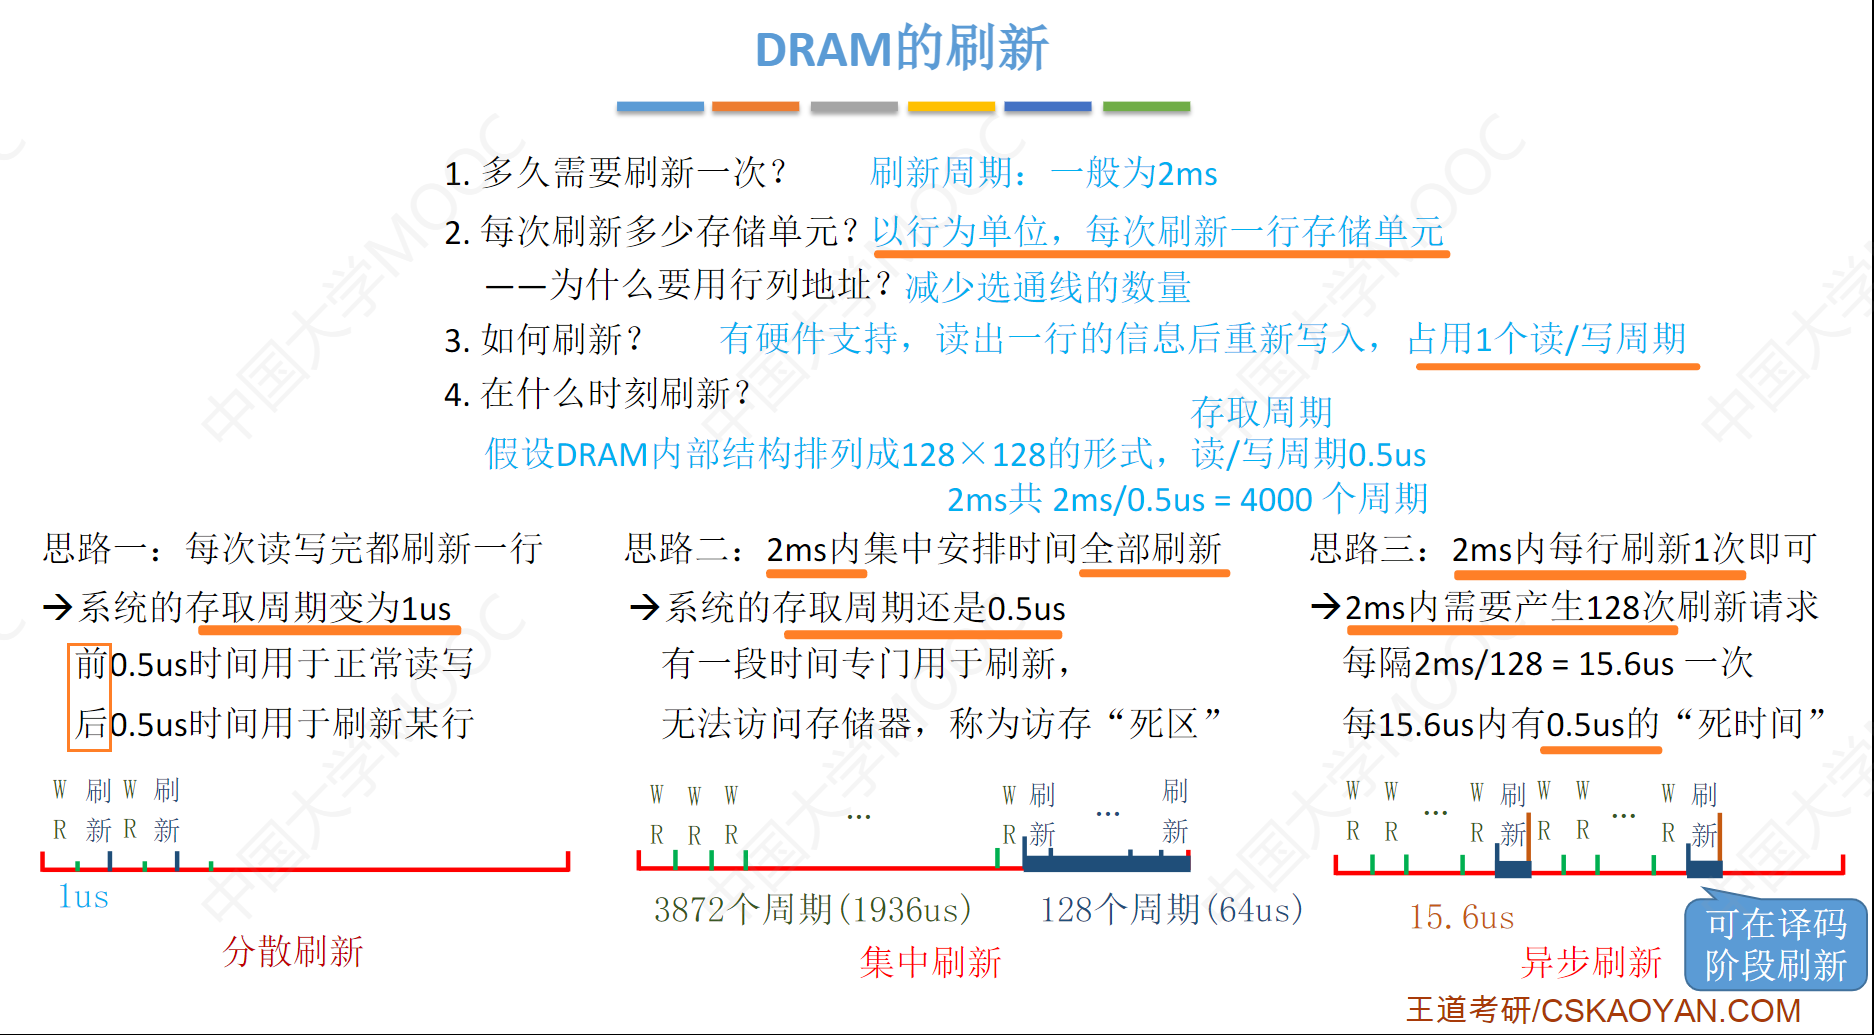 DRAM的刷新
1. 多久需要刷新一次？ 刷新周期：一般为2ms
2. 每次刷新多少存储单元？以行为单位，每次刷新一行存储单元
——为什么要用行列地址？减少选通线的数量
3. 如何刷新？ 有硬件支持，读出一行的信息后重新写入，占用1个读/写周期
4. 在什么时刻刷新？
存取周期
假设DRAM内部结构排列成128×128的形式，读/写周期0.5us
2ms共 2ms/0.5us = 4000 个周期
思路一：每次读写完都刷新一行
→系统的存取周期变为1us
前0.5us时间用于正常读写
后0.5us时间用于刷新某行
W 刷 W 刷
R 新 R 新
1us
分散刷新
思路二：2ms内集中安排时间全部刷新
→系统的存取周期还是0.5us
有一段时间专门用于刷新，
无法访问存储器，称为访存“死区”
W W W ... W 刷 ... 刷
R R R R 新 新
3872个周期(1936us) 128个周期(64us)
集中刷新
思路三：2ms内每行刷新1次即可
→2ms内需要产生128次刷新请求
每隔2ms/128 = 15.6us 一次
每15.6us内有0.5us的“死时间”
W W ... W 刷 W W ... W 刷
R R R 新 R R R 新
15.6us
异步刷新
可在译码
阶段刷新
王道考研/CSKAOYAN.COM
中国大学MOOC